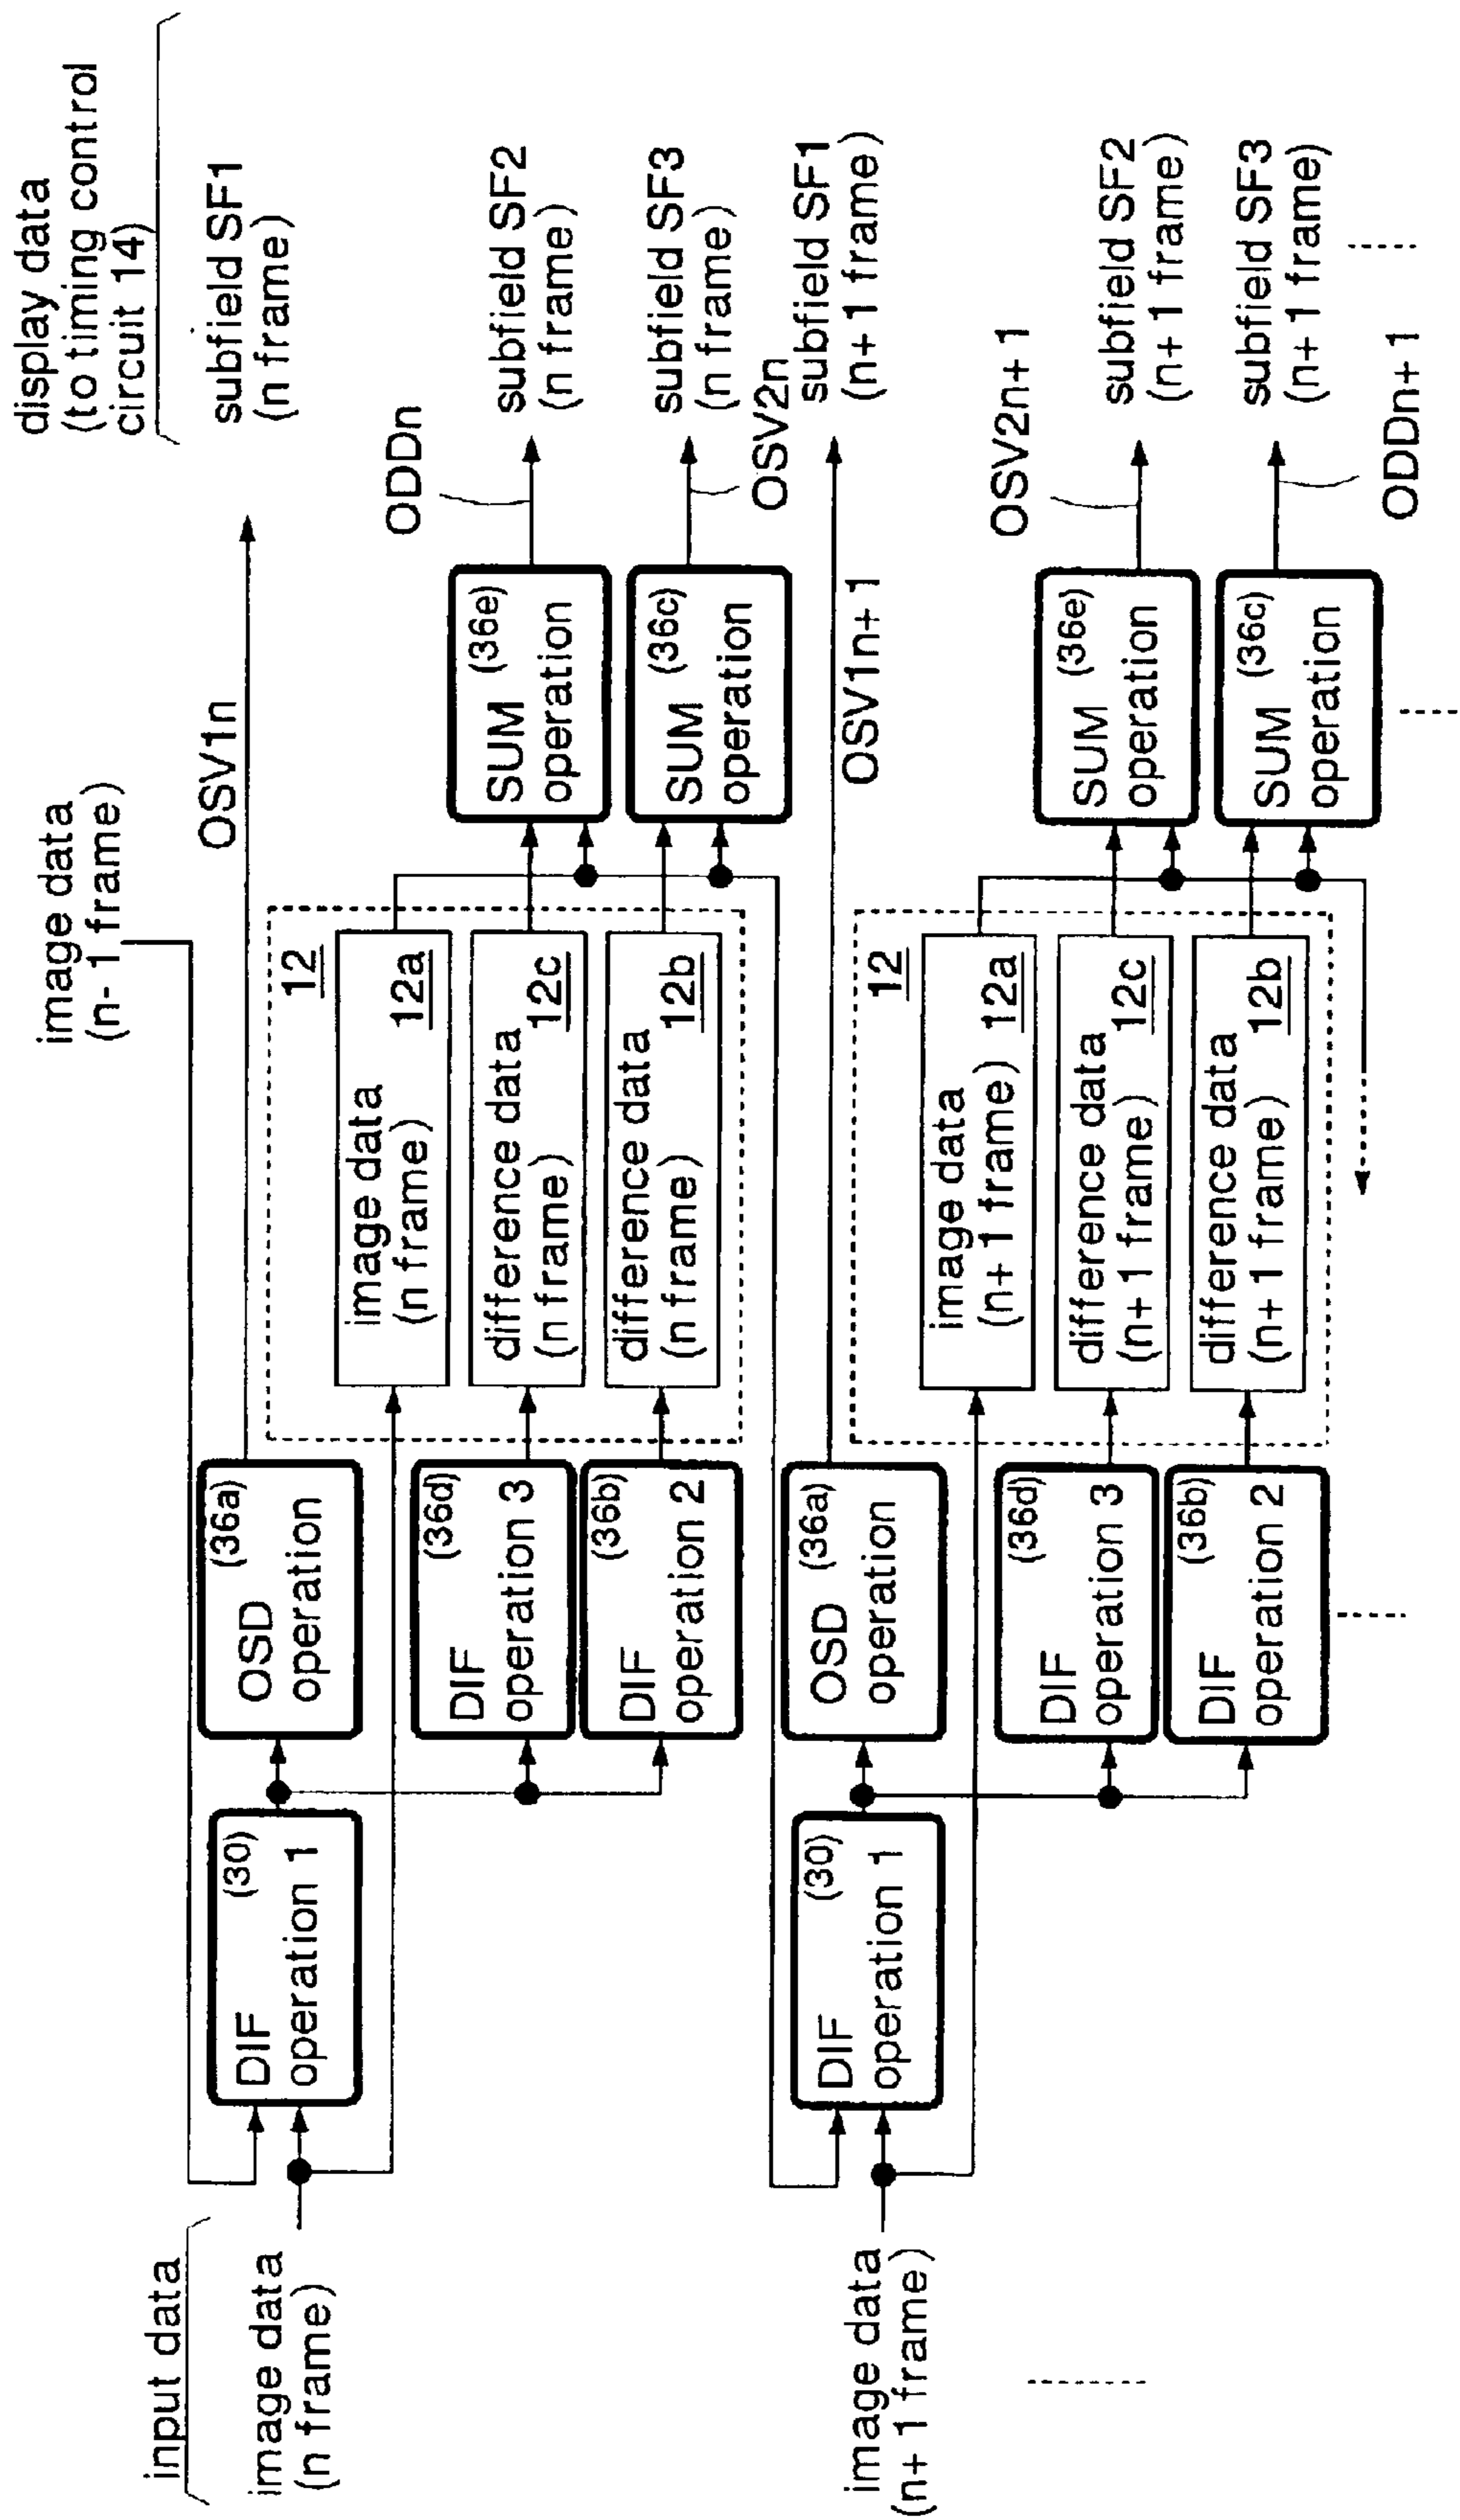 input data
image data
(n frame)
image data
(n-1 frame)
display data
(to timing control
circuit 14)
DIF
(30)
operation 1
OSD
(36a)
operation
OSV1n
subfield SF1
(n frame)
DIF
(36d)
operation 3
DIF
(36b)
operation 2
12
image data
(n frame)
12a
difference data
(n frame)
12c
difference data
(n frame)
12b
SUM
(36e)
operation
SUM
(36c)
operation
ODDn
subfield SF2
(n frame)
subfield SF3
(n frame)
OSV2n
image data
(n+1 frame)
DIF
(30)
operation 1
OSD
(36a)
operation
OSV1n+1
subfield SF1
(n+1 frame)
DIF
(36d)
operation 3
DIF
(36b)
operation 2
12
image data
(n+1 frame)
12a
difference data
(n+1 frame)
12c
difference data
(n+1 frame)
12b
SUM
(36e)
operation
SUM
(36c)
operation
OSV2n+1
subfield SF2
(n+1 frame)
subfield SF3
(n+1 frame)
ODDn+1